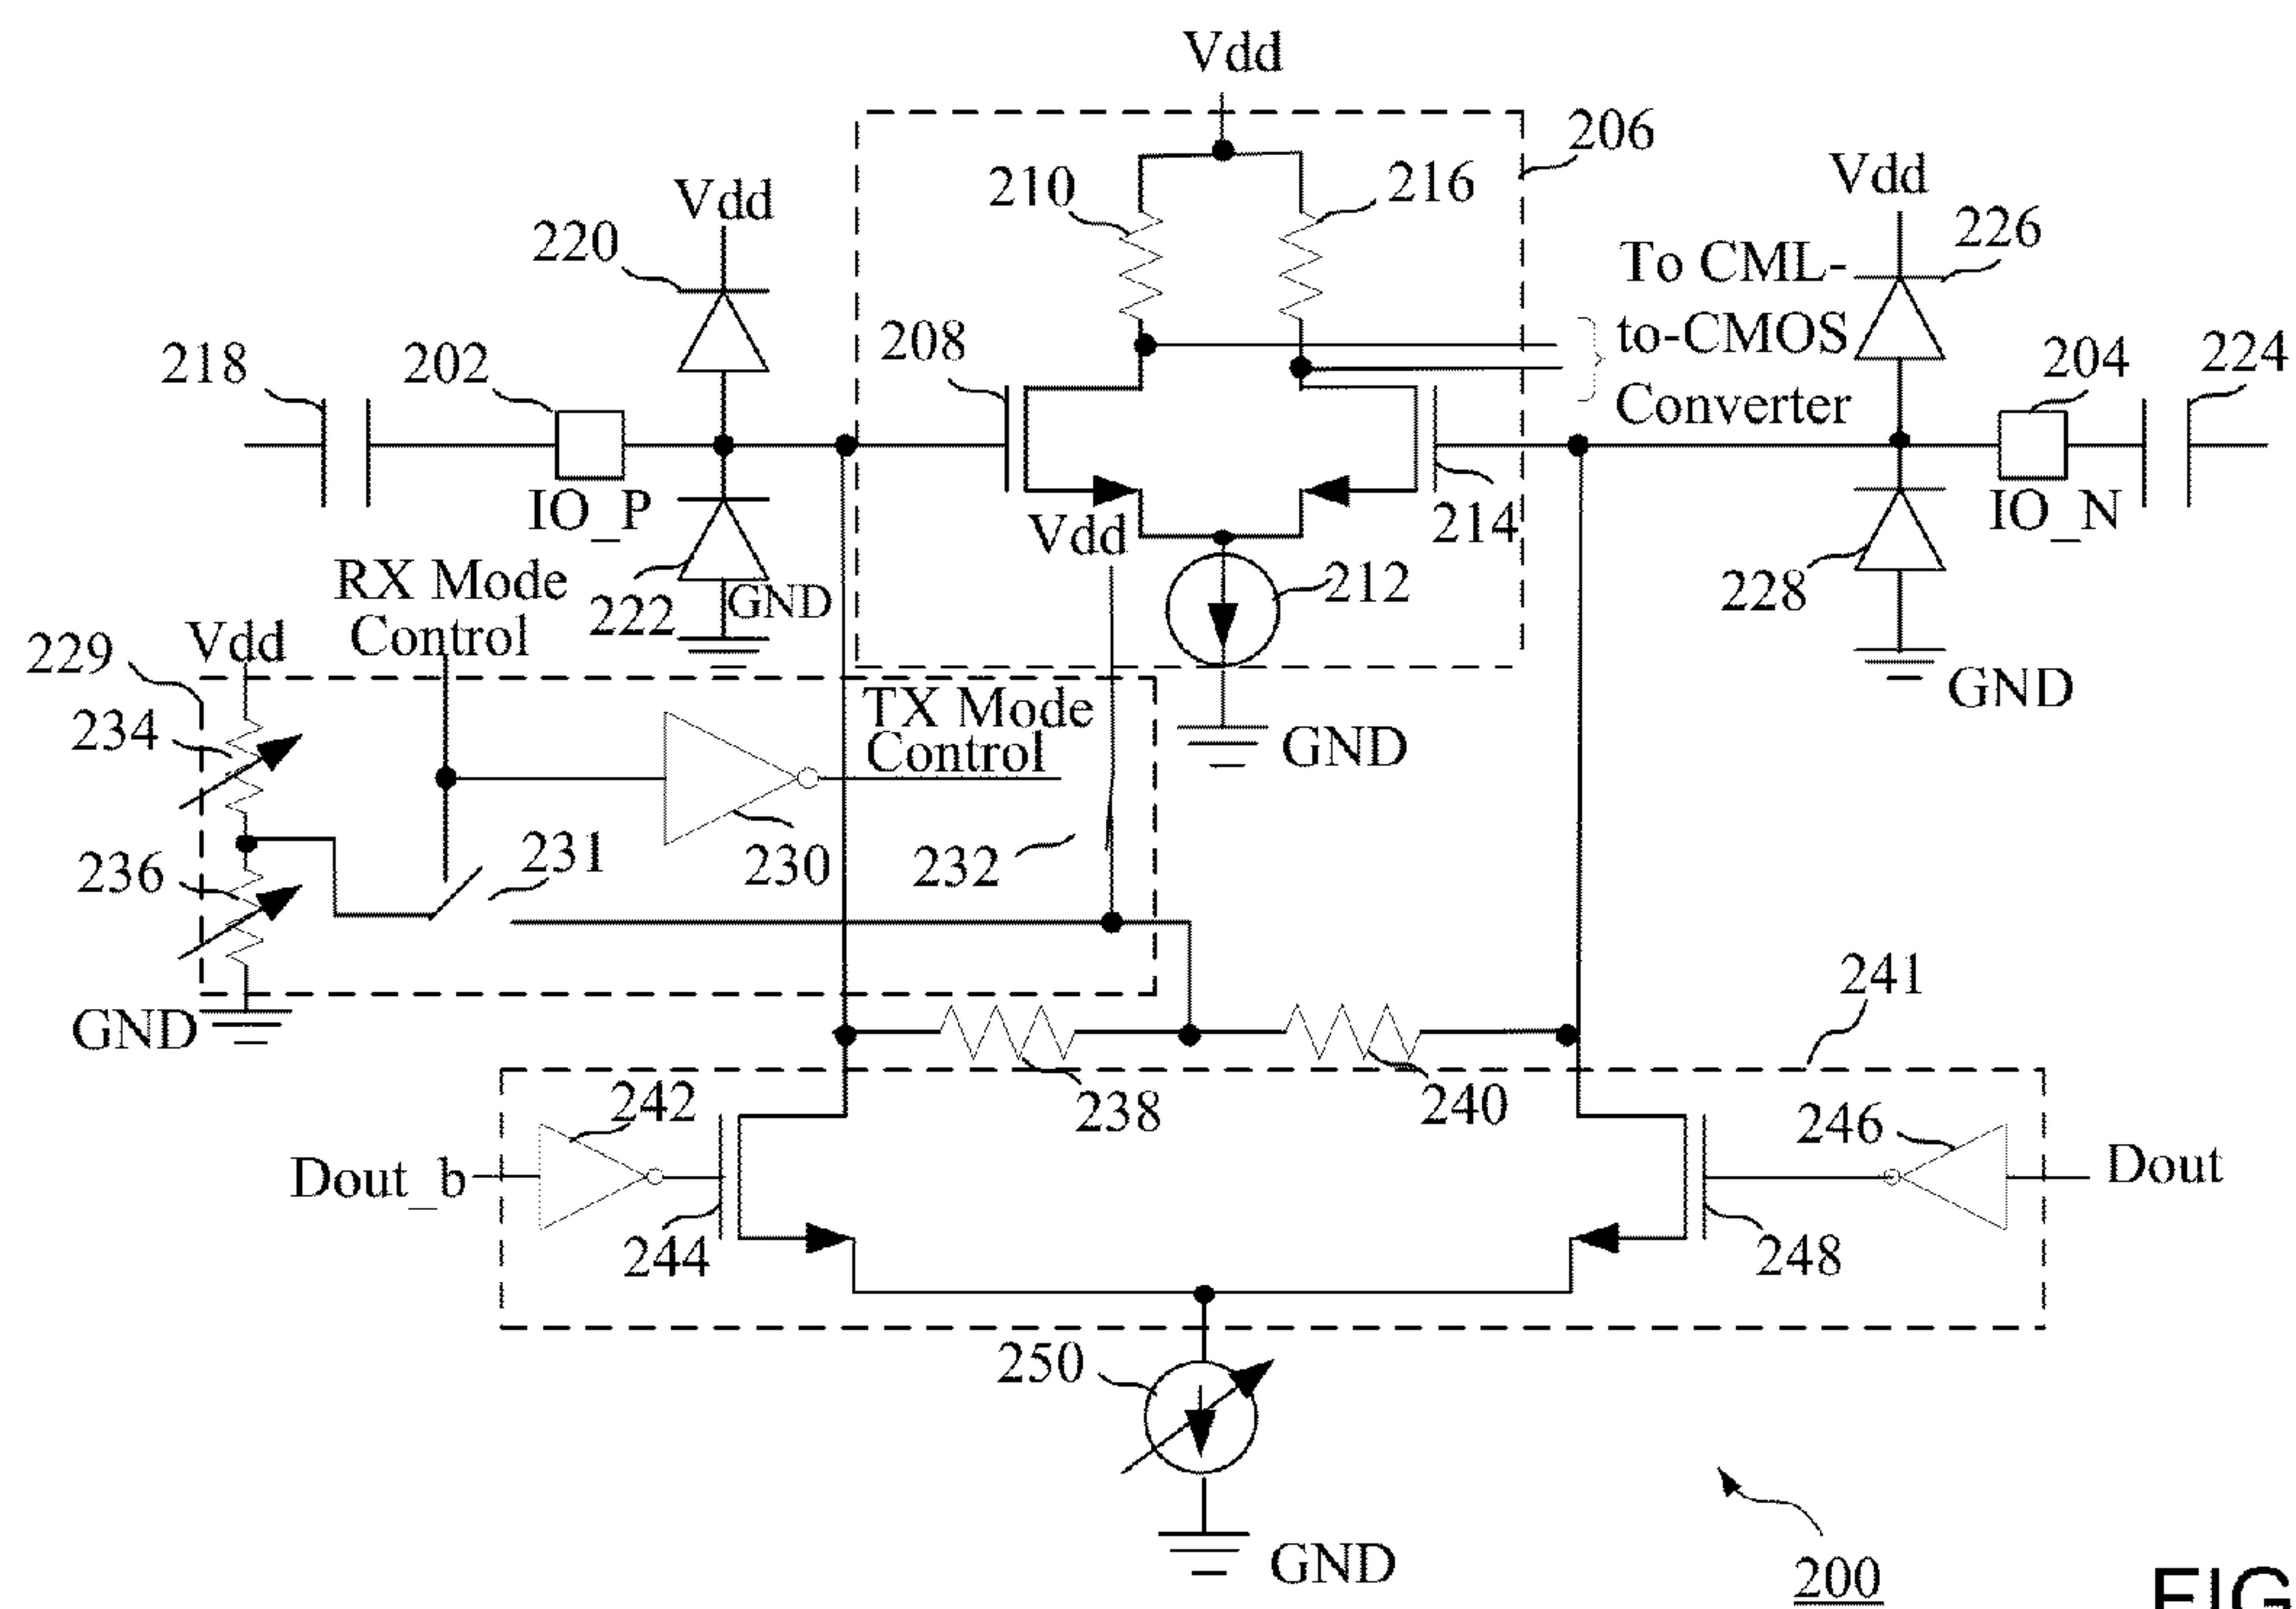 Vdd
206
210
216
Vdd
Vdd
220
226
To CML-
to-CMOS
Converter
208
218
202
204
224
IO_P
IO_N
214
Vdd
212
RX Mode
Control
222
GND
228
229
Vdd
GND
234
TX Mode
Control
GND
236
231
230
232
241
GND
238
240
242
246
Dout_b
Dout
244
248
250
GND
200
FIG